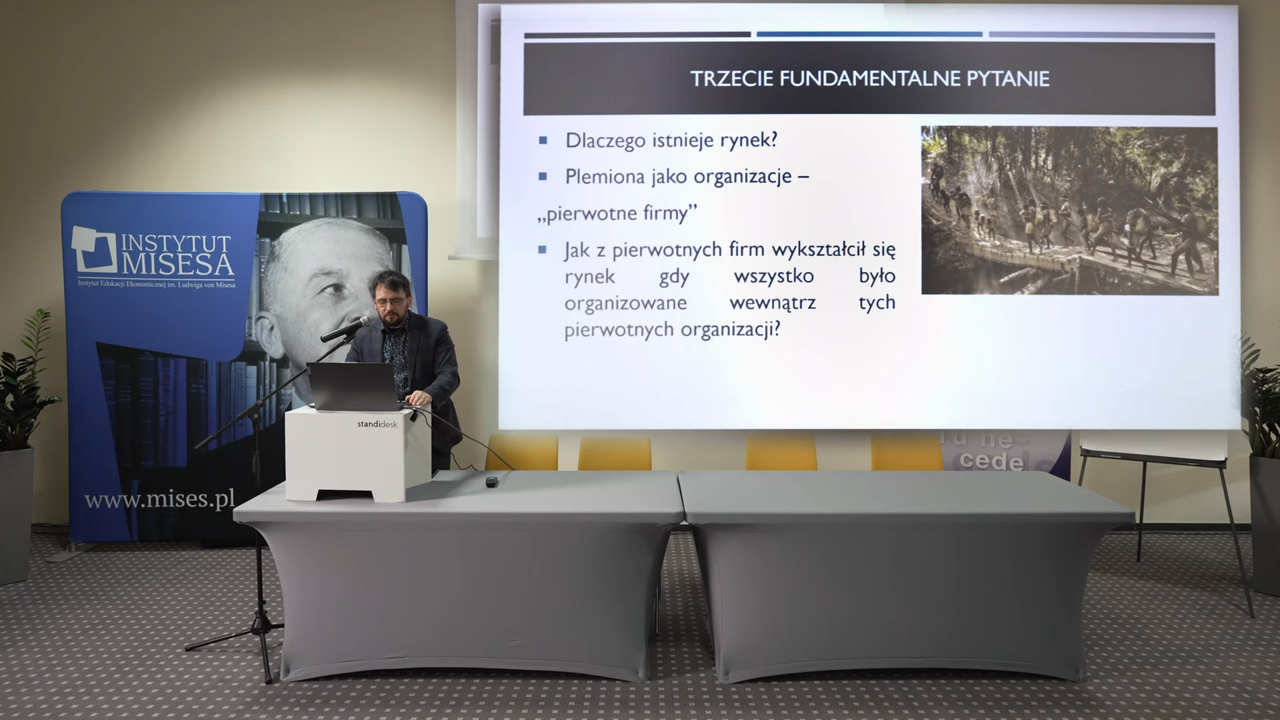 TRZECIE FUNDAMENTALNE PYTANIE
Dlaczego istnieje rynek?
Plemiona jako organizacje –
„pierwotne firmy”
Jak z pierwotnych firm wykształcił się
rynek gdy wszystko było
organizowane wewnątrz tych
pierwotnych organizacji?
INSTYTUT
MISESA
Instytut Edukacji Ekonomicznej im. Ludwiga von Misesa
www.mises.pl
standidesk
cede